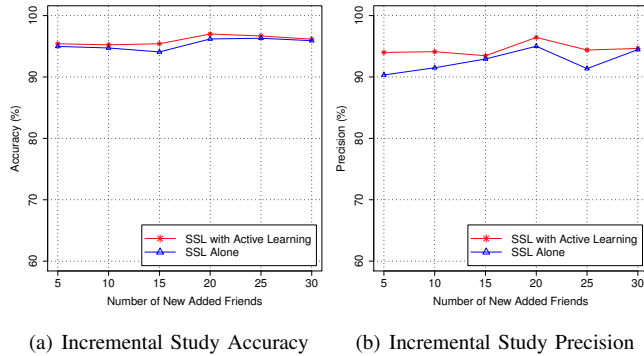 100
90
80
70
60
Accuracy (%)
5 10 15 20 25 30
Number of New Added Friends
SSL with Active Learning
SSL Alone
(a) Incremental Study Accuracy
100
90
80
70
60
Precision (%)
5 10 15 20 25 30
Number of New Added Friends
SSL with Active Learning
SSL Alone
(b) Incremental Study Precision